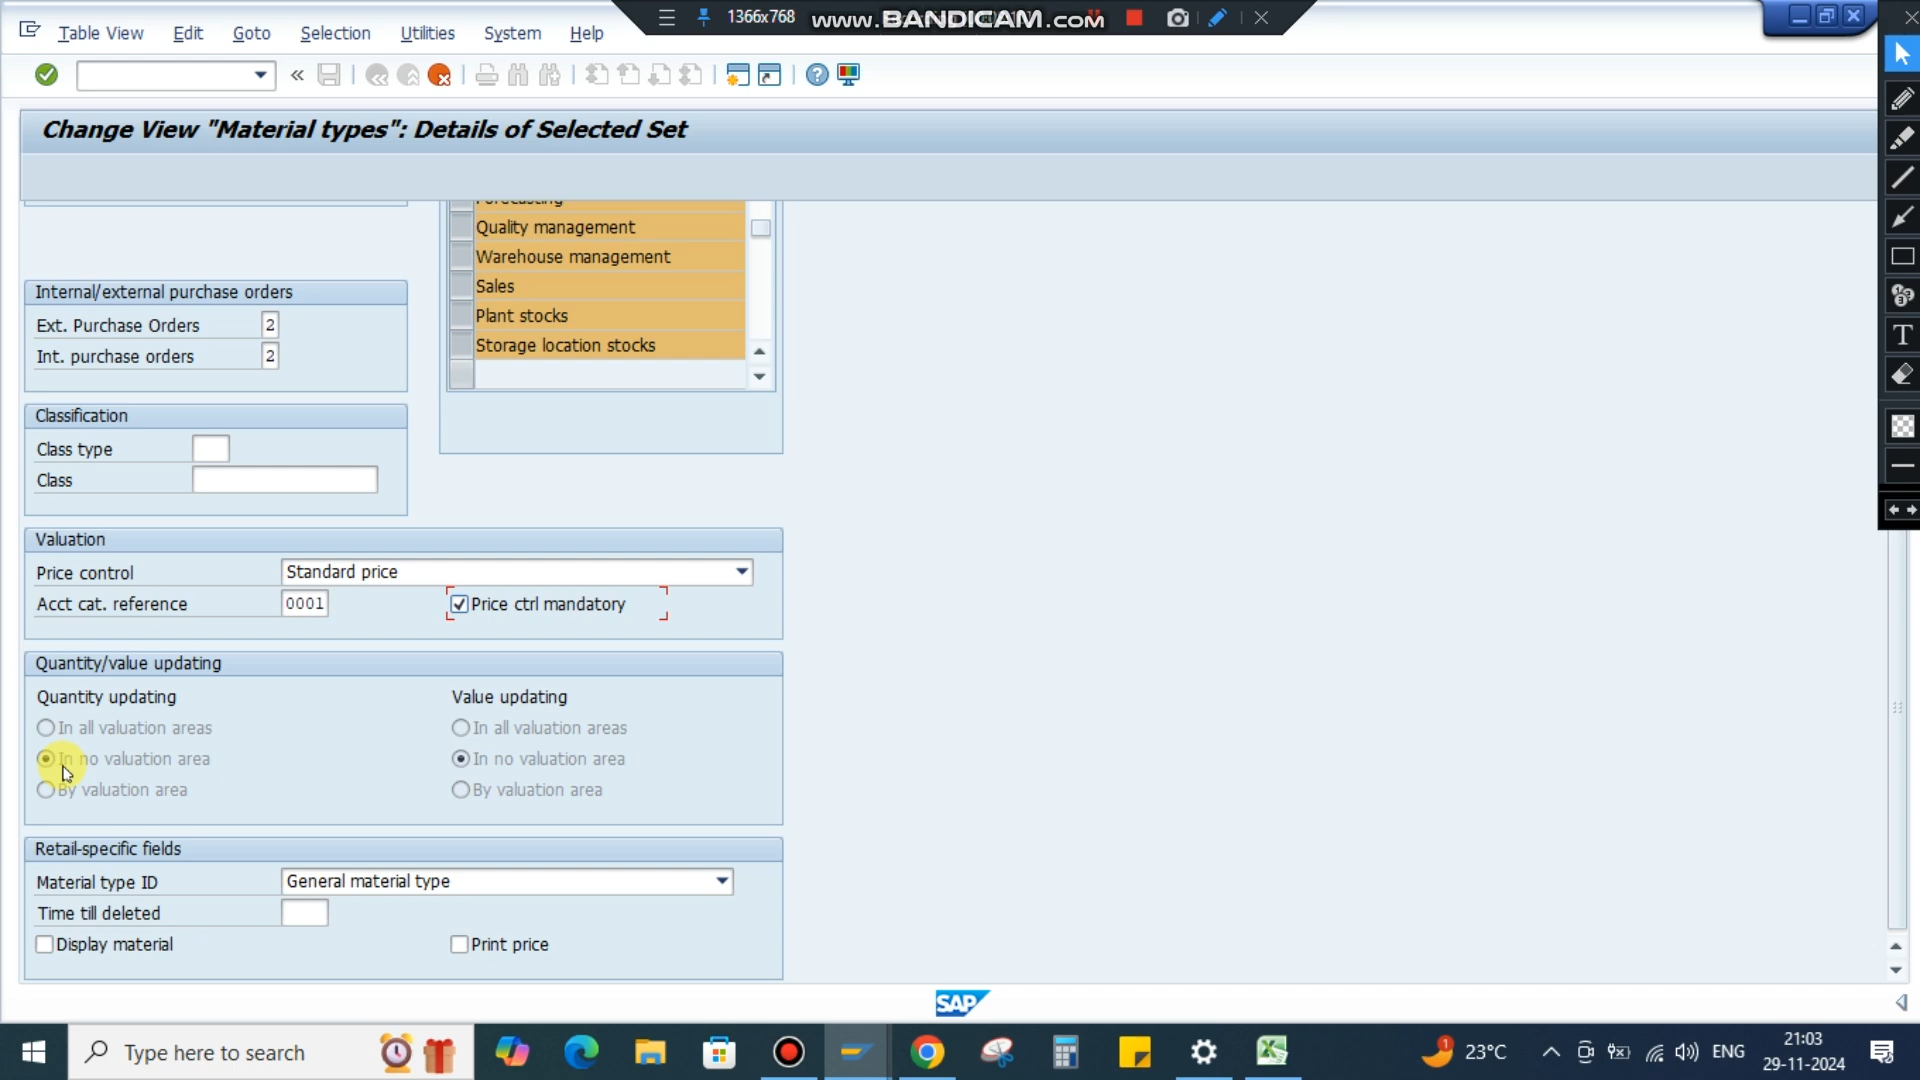 1366x768
www.BANDICAM.com
Table View Edit Goto Selection Utilities System Help
Change View "Material types": Details of Selected Set
Forecasting
Quality management
Warehouse management
Sales
Plant stocks
Storage location stocks
Internal/external purchase orders
Ext. Purchase Orders 2
Int. purchase orders 2
Classification
Class type
Class
Valuation
Price control Standard price
Acct cat. reference 0001 Price ctrl mandatory
Quantity/value updating
Quantity updating Value updating
In all valuation areas In all valuation areas
In no valuation area In no valuation area
By valuation area By valuation area
Retail-specific fields
Material type ID General material type
Time till deleted
Display material Print price
SAP
Type here to search
1
23°C
ENG
21:03
29-11-2024